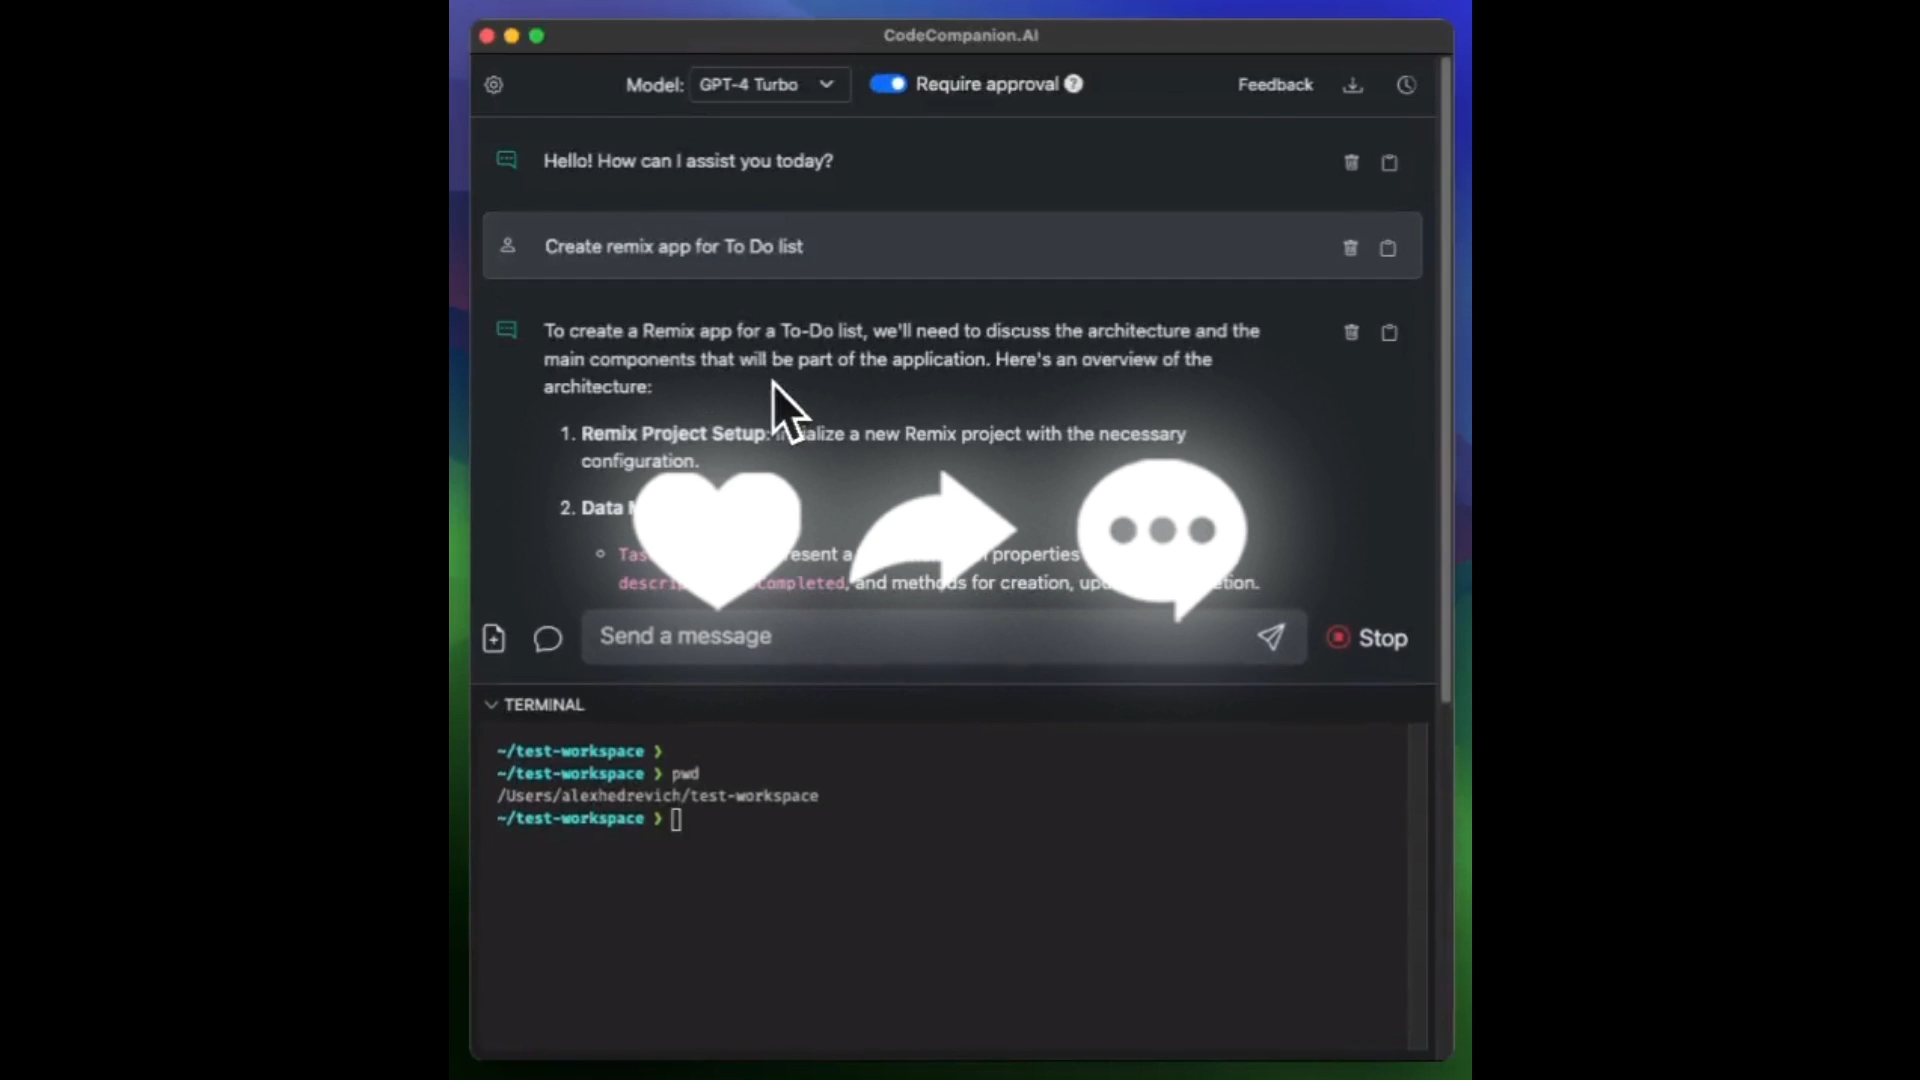 CodeCompanion.AI
Model: GPT-4 Turbo Require approval ? Feedback
Hello! How can I assist you today?
Create remix app for To Do list
To create a Remix app for a To-Do list, we'll need to discuss the architecture and the
main components that will be part of the application. Here's an overview of the
architecture:
1. Remix Project Setup: a new Remix project with the necessary
configuration.
2. Data
properties
and methods for creation,
Send a message Stop
TERMINAL
~/test-workspace ❯
~/test-workspace ❯ pwd
/Users/alexhedrevich/test-workspace
~/test-workspace ❯